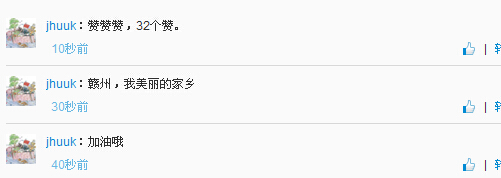 jhuuk：赞赞赞，32个赞。
10秒前
|
jhuuk：赣州，我美丽的家乡
30秒前
|
jhuuk：加油哦
40秒前
|